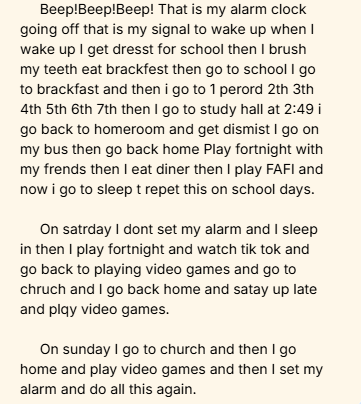 Beep!Beep!Beep! That is my alarm clock
going off that is my signal to wake up when I
wake up I get dresst for school then I brush
my teeth eat brackfest then go to school I go
to brackfast and then i go to 1 perord 2th 3th
4th 5th 6th 7th then I go to study hall at 2:49 i
go back to homeroom and get dismist I go on
my bus then go back home Play fortnight with
my frends then I eat diner then I play FAFI and
now i go to sleep t repet this on school days.
On satrday I dont set my alarm and I sleep
in then I play fortnight and watch tik tok and
go back to playing video games and go to
chruch and I go back home and satay up late
and plqy video games.
On sunday I go to church and then I go
home and play video games and then I set my
alarm and do all this again.